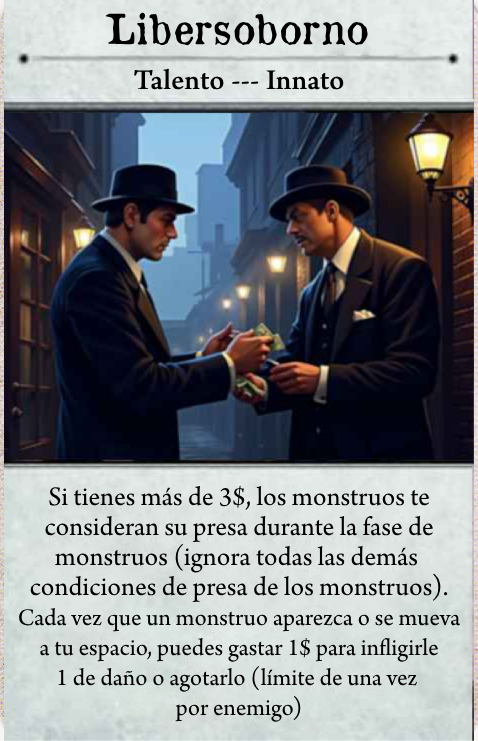 Libersoborno
Talento --- Innato
Si tienes más de 3$, los monstruos te
consideran su presa durante la fase de
monstruos (ignora todas las demás
condiciones de presa de los monstruos).
Cada vez que un monstruo aparezca o se mueva
a tu espacio, puedes gastar 1$ para infligirle
1 de daño o agotarlo (límite de una vez
por enemigo)